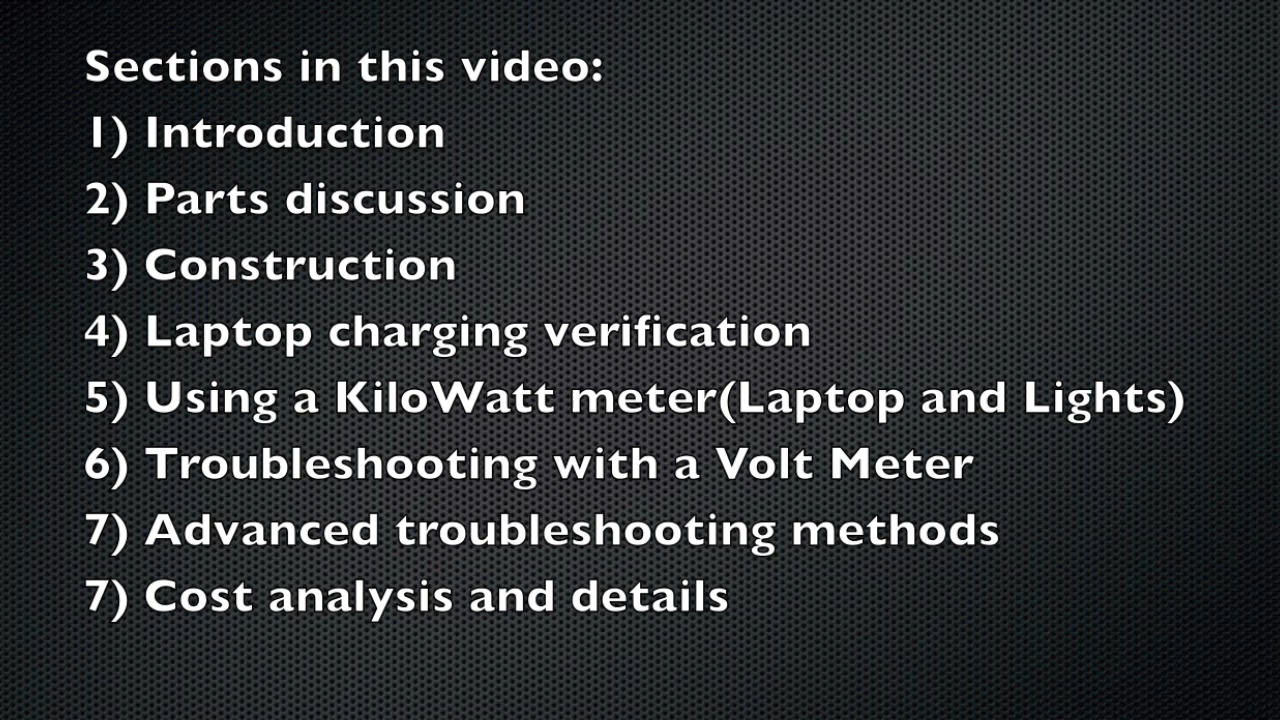 Sections in this video:
1) Introduction
2) Parts discussion
3) Construction
4) Laptop charging verification
5) Using a KiloWatt meter(Laptop and Lights)
6) Troubleshooting with a Volt Meter
7) Advanced troubleshooting methods
7) Cost analysis and details